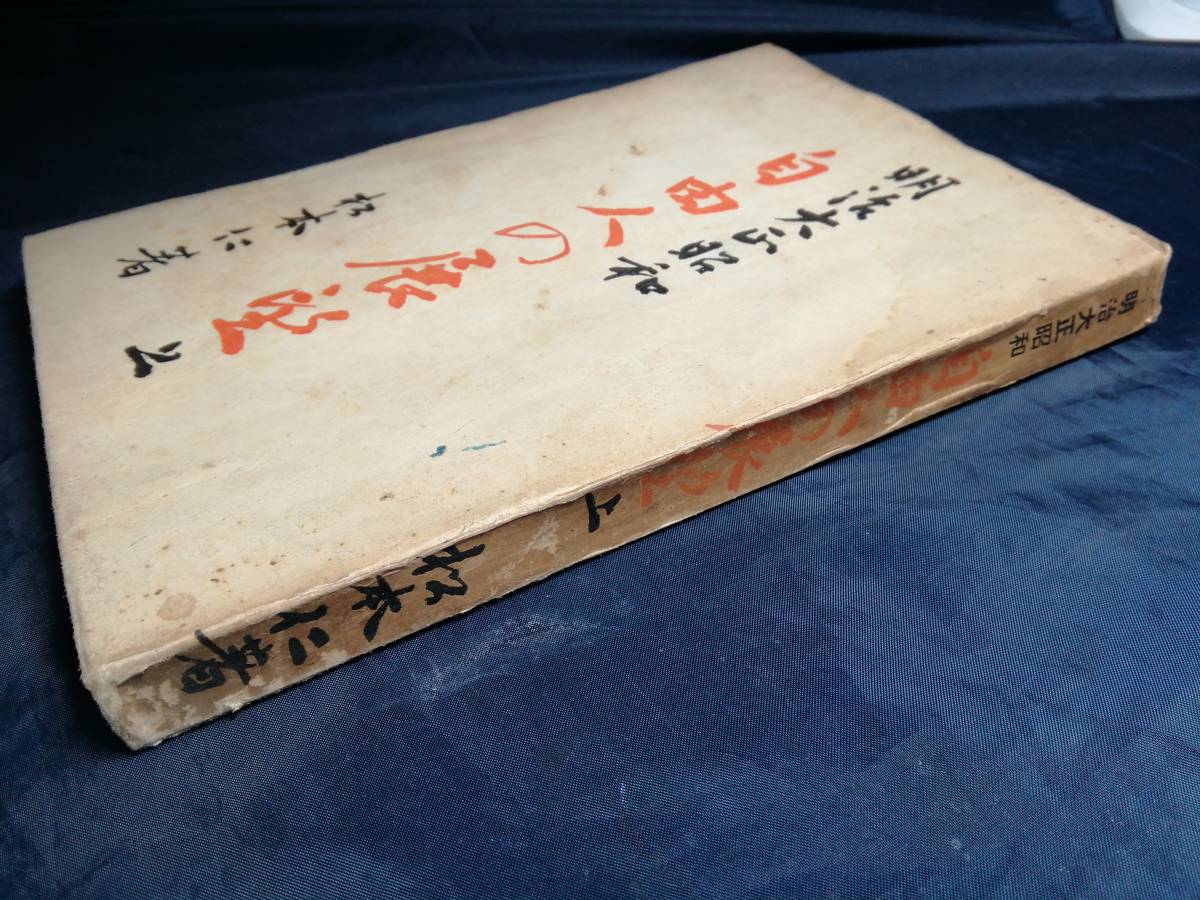 明治大正昭和
自由人の展望 上
松本仁著
明治大正昭和
自由人の展望 上
松本仁著